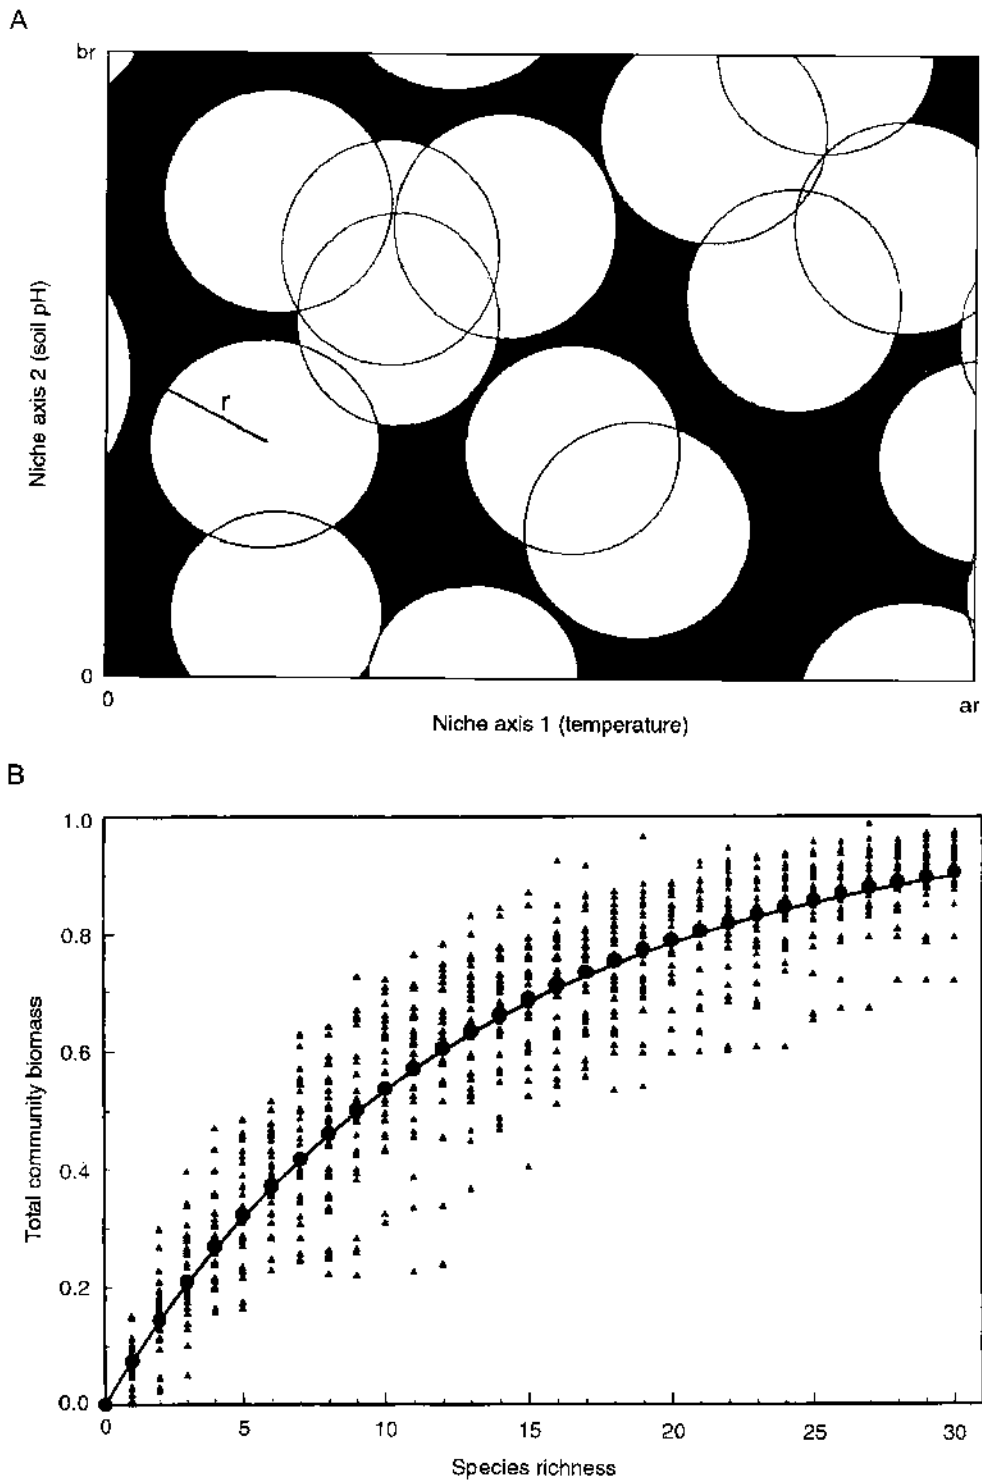 A
br
Niche axis 2 (soil pH)
r
0
0
ar
Niche axis 1 (temperature)
B
1.0
0.8
0.6
0.4
0.2
0.0
Total community biomass
0 5 10 15 20 25 30
Species richness